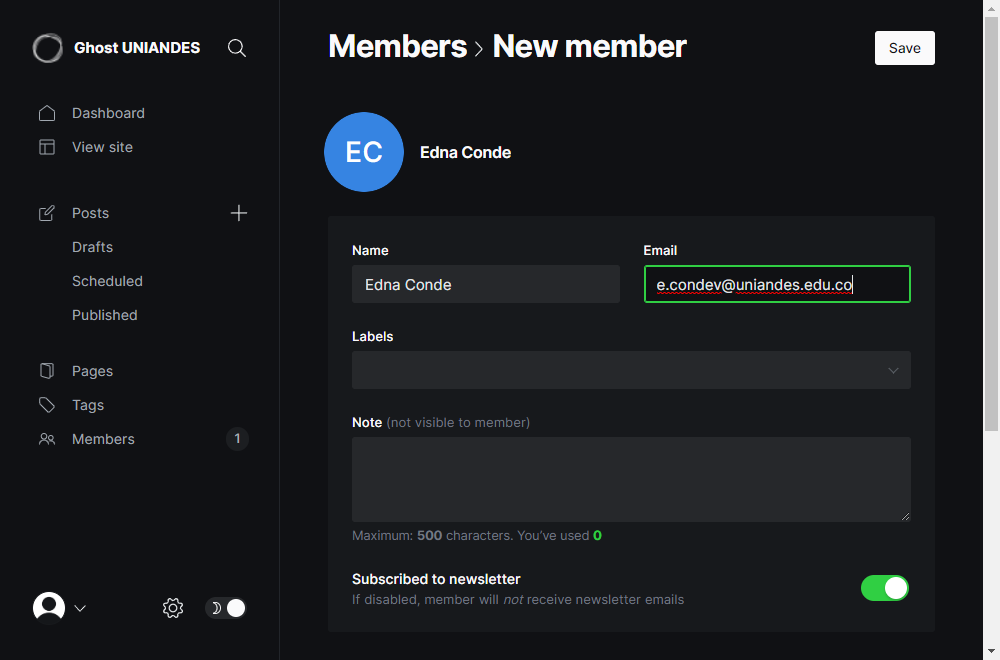 Ghost UNIANDES
Dashboard
View site
Posts
Drafts
Scheduled
Published
Pages
Tags
Members 1
Members › New member
Save
EC
Edna Conde
Name
Edna Conde
Email
e.condev@uniandes.edu.co
Labels
Note (not visible to member)
Maximum: 500 characters. You’ve used 0
Subscribed to newsletter
If disabled, member will not receive newsletter emails